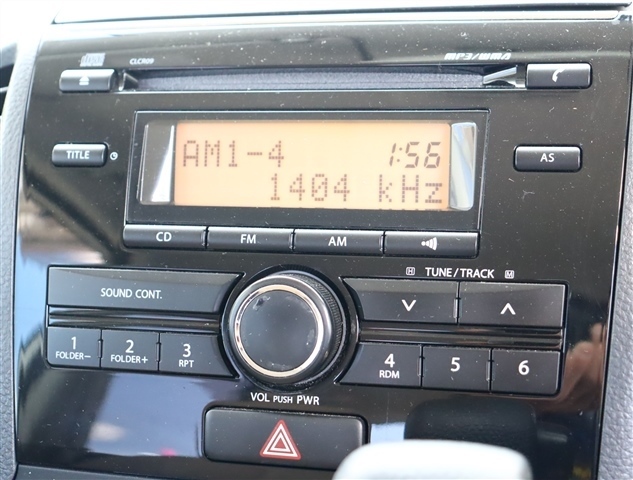 CLCR09 MP3/WMA
TITLE
AM1-4 1:56
1404 kHz
AS
CD FM AM
H TUNE/TRACK M
SOUND CONT.
1
FOLDER−
2
FOLDER+
3
RPT
4
RDM
5
6
VOL PUSH PWR